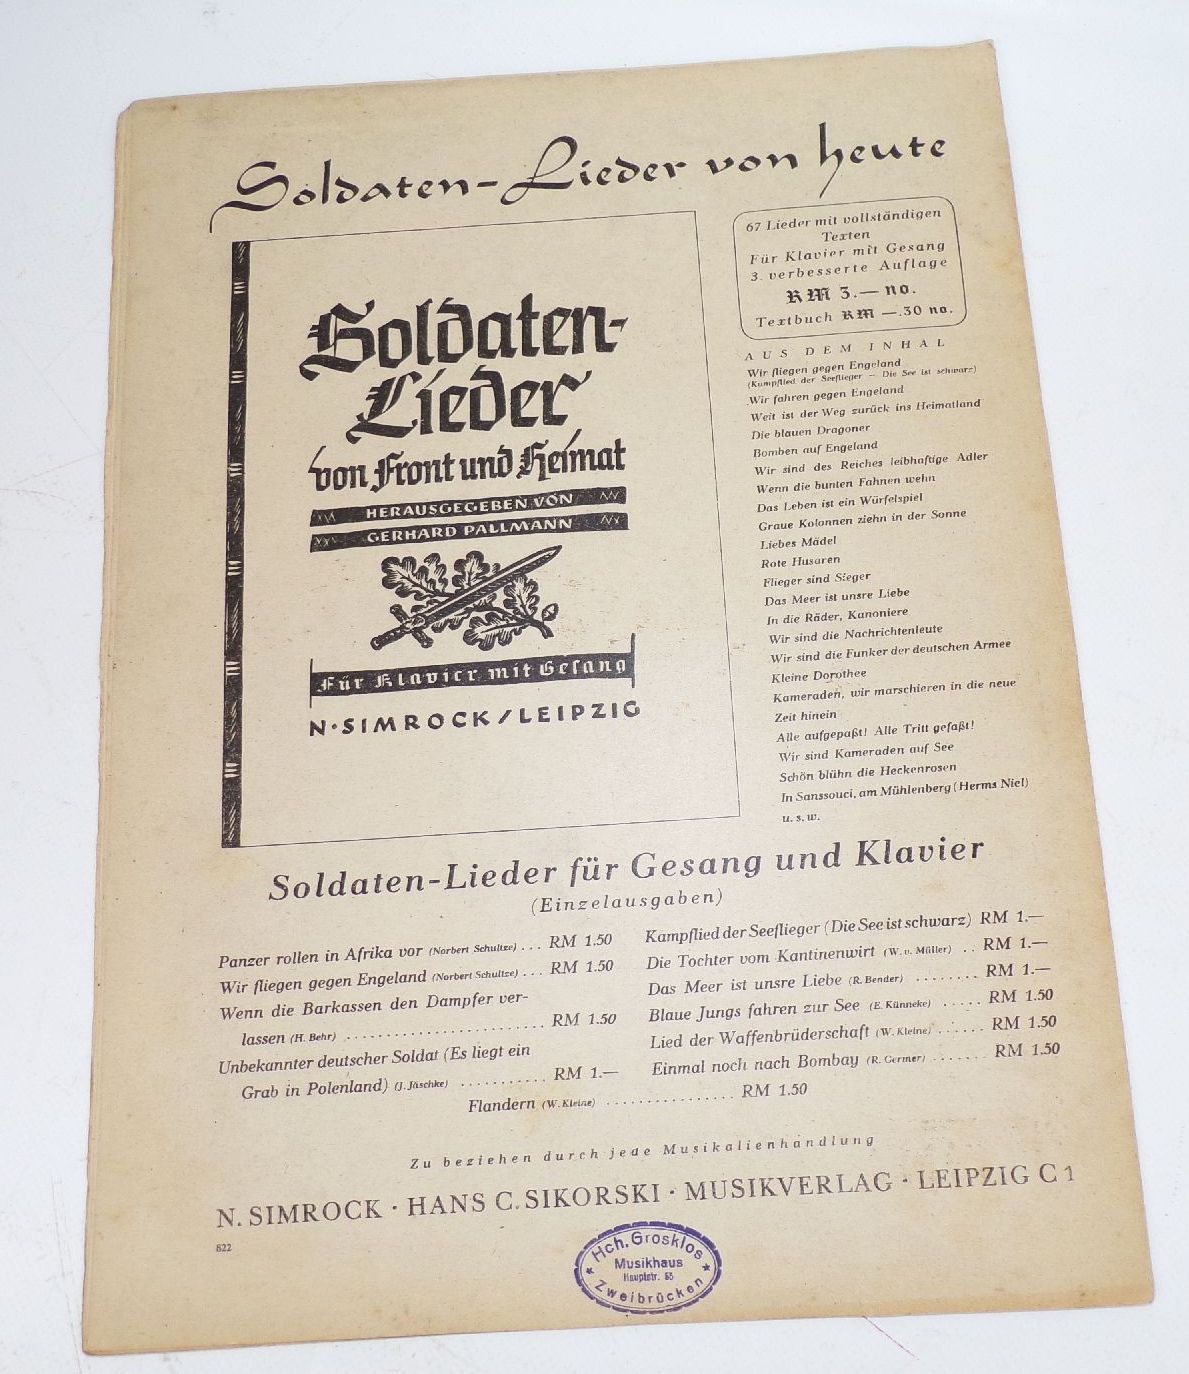 Soldaten-Lieder von heute
Soldaten-
Lieder
von Front und Heimat
HERAUSGEGEBEN VON
GERHARD PALLMANN
Für Klavier mit Gesang
N·SIMROCK/LEIPZIG
67 Lieder mit vollständigen
Texten
Für Klavier mit Gesang
3. verbesserte Auflage
RM 3.— no.
Textbuch RM —.30 no.
AUS DEM INHAL
Wir fliegen gegen Engeland
(Kampflied der Seeflieger – Die See ist schwarz)
Wir fahren gegen Engeland
Weit ist der Weg zurück ins Heimatland
Die blauen Dragoner
Bomben auf Engeland
Wir sind des Reiches leibhaftige Adler
Wenn die bunten Fahnen wehn
Das Leben ist ein Würfelspiel
Graue Kolonnen ziehn in der Sonne
Liebes Mädel
Rote Husaren
Flieger sind Sieger
Das Meer ist unsre Liebe
In die Räder, Kanoniere
Wir sind die Nachrichtenleute
Wir sind die Funker der deutschen Armee
Kleine Dorothee
Kameraden, wir marschieren in die neue
Zeit hinein
Alle aufgepaßt! Alle Tritt gefaßt!
Wir sind Kameraden auf See
Schön blühn die Heckenrosen
In Sanssouci, am Mühlenberg (Herms Niel)
u. s. w.
Soldaten-Lieder für Gesang und Klavier
(Einzelausgaben)
Panzer rollen in Afrika vor (Norbert Schultze) . . . RM 1.50
Wir fliegen gegen Engeland (Norbert Schultze) . . . RM 1.50
Wenn die Barkassen den Dampfer ver-
lassen (H. Behr) . . . . . . . . . . . . . . . . . . . . . . . . RM 1.50
Unbekannter deutscher Soldat (Es liegt ein
Grab in Polenland) (J. Jäschke) . . . . . . . . . . . RM 1.—
Kampflied der Seeflieger (Die See ist schwarz) RM 1.—
Die Tochter vom Kantinenwirt (W. v. Müller) . . RM 1.—
Das Meer ist unsre Liebe (R. Bender) . . . . . . . . RM 1.—
Blaue Jungs fahren zur See (E. Künneke) . . . . . RM 1.50
Lied der Waffenbrüderschaft (W. Kleine) . . . . . . RM 1.50
Einmal noch nach Bombay (R. Germer) . . . . . . . RM 1.50
Flandern (W. Kleine) . . . . . . . . . . . . . . . . RM 1.50
Zu beziehen durch jede Musikalienhandlung
N. SIMROCK · HANS C. SIKORSKI · MUSIKVERLAG · LEIPZIG C 1
822
Hch. Grosklos
Musikhaus
Hauptstr. 55
Zweibrücken